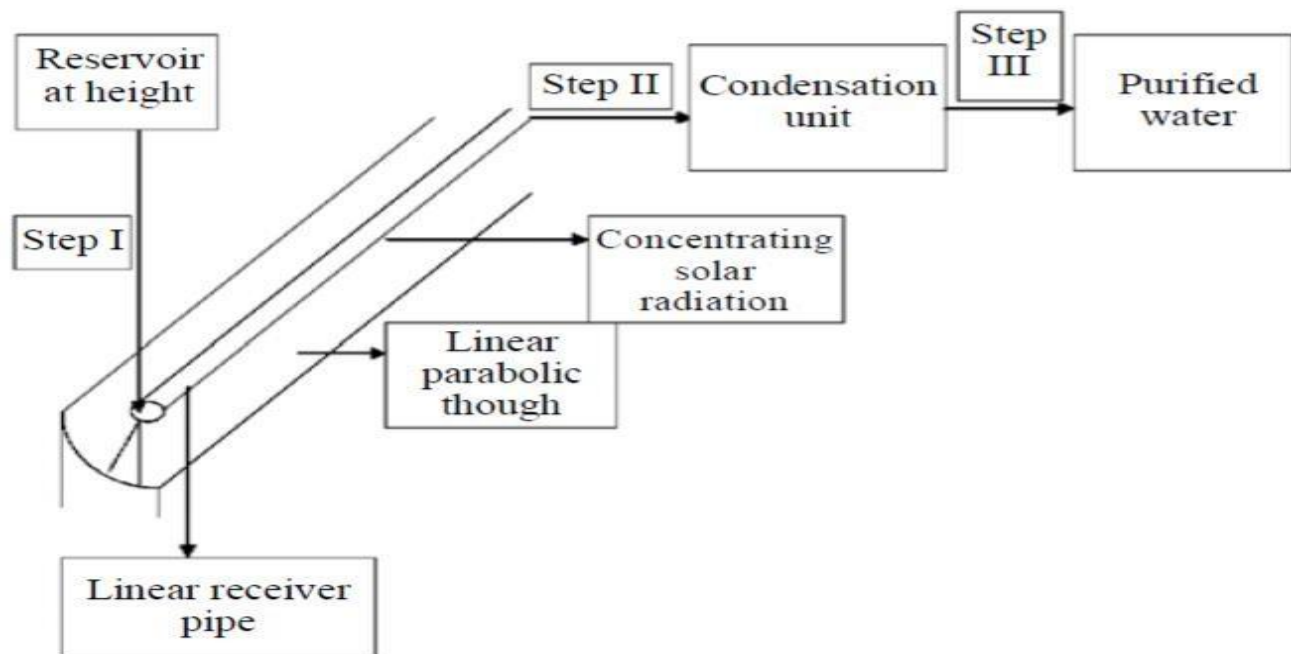 Reservoir
at height
Step I
Step II
Condensation
unit
Step
III
Purified
water
Concentrating
solar
radiation
Linear
parabolic
though
Linear receiver
pipe